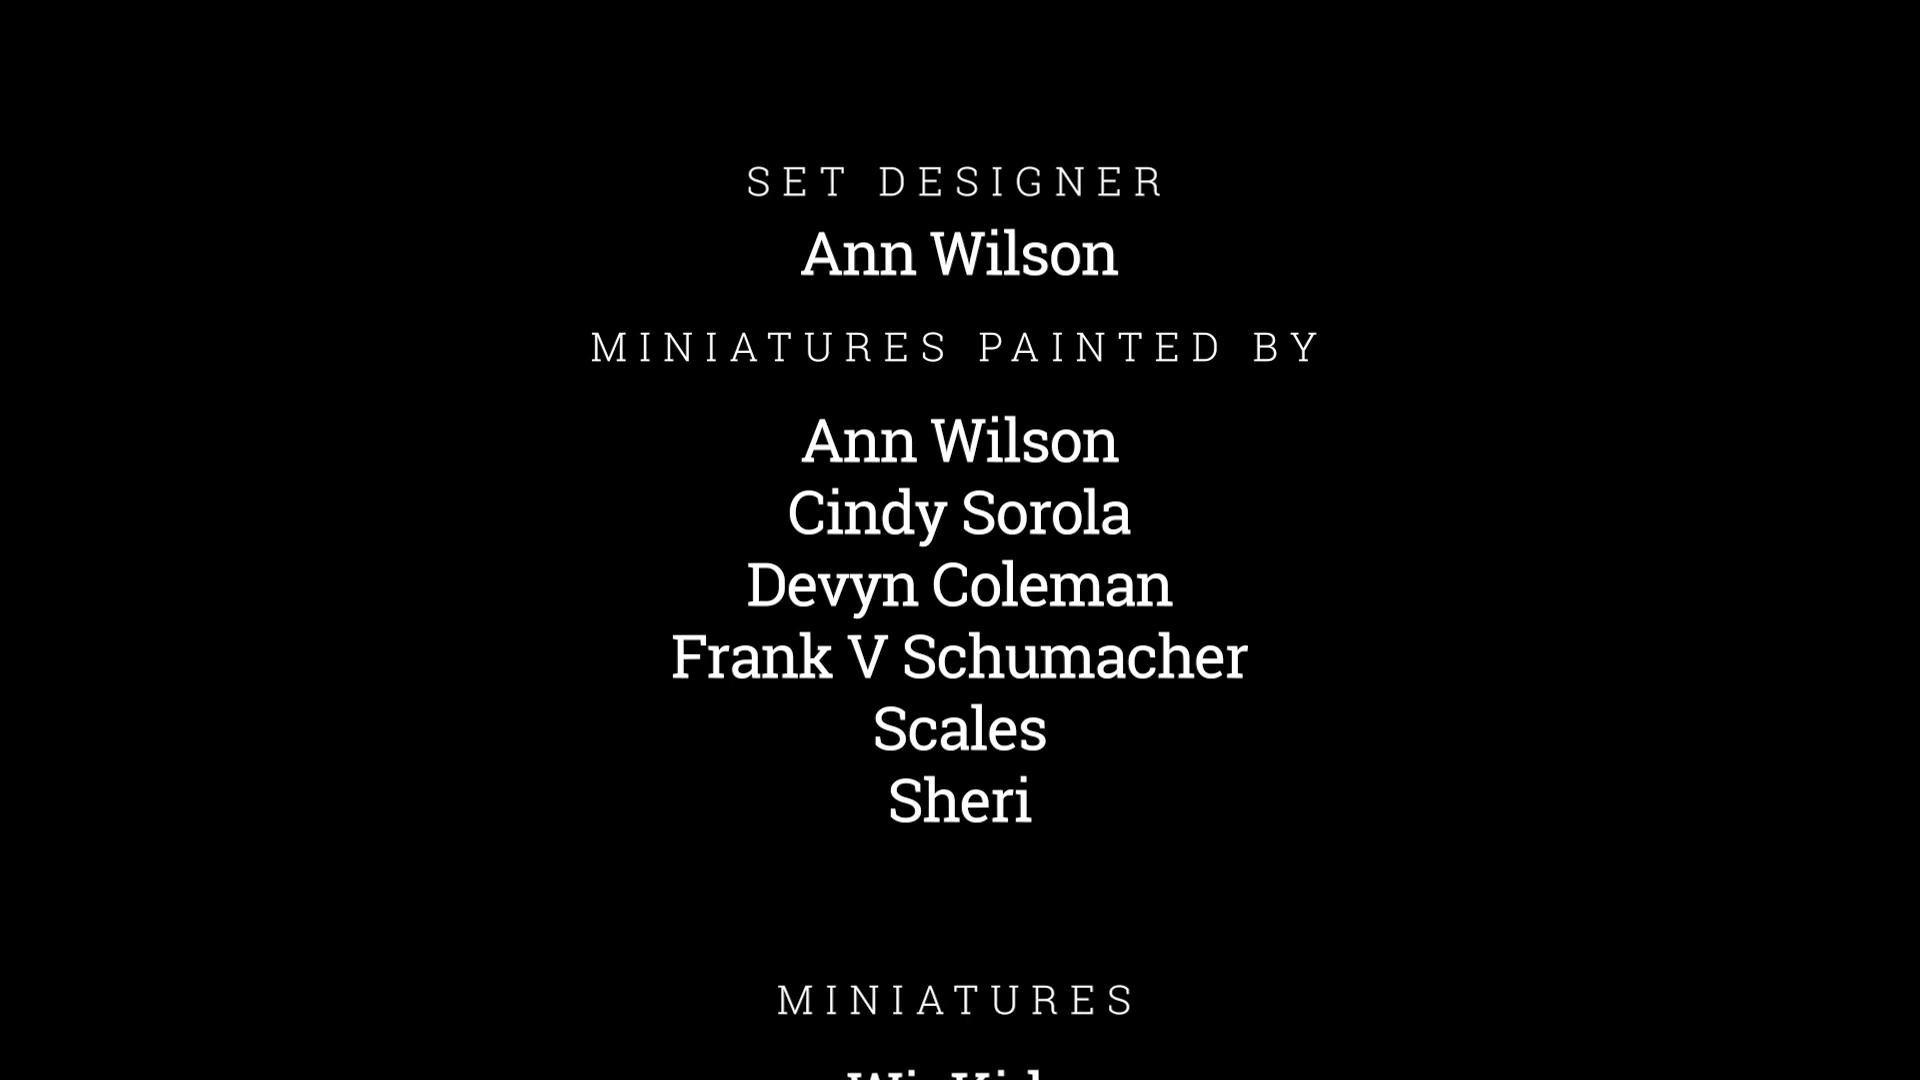 SET DESIGNER
Ann Wilson
MINIATURES PAINTED BY
Ann Wilson
Cindy Sorola
Devyn Coleman
Frank V Schumacher
Scales
Sheri
MINIATURES